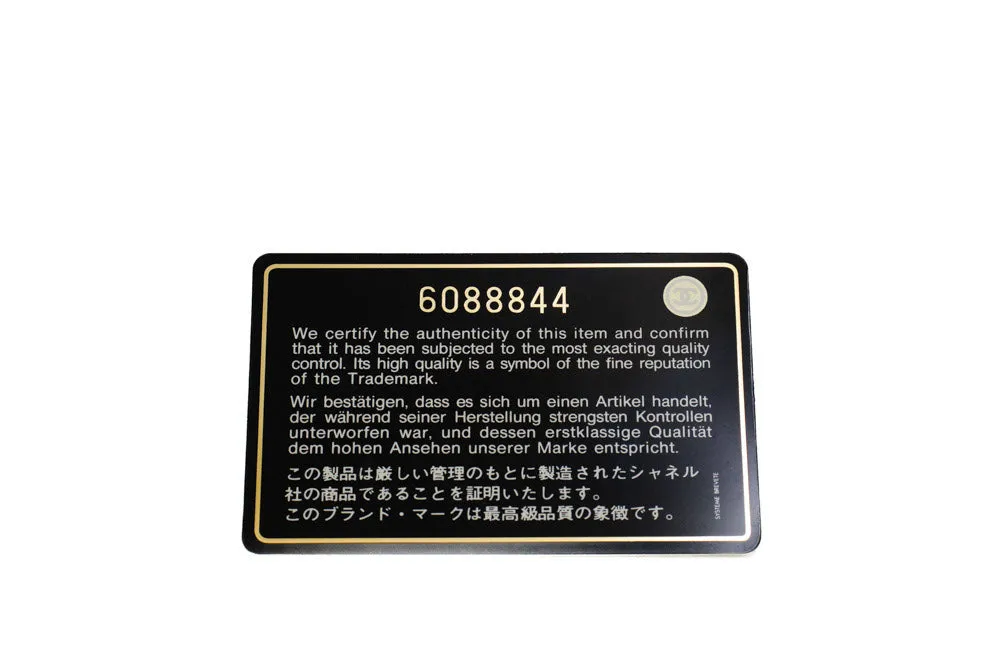 6088844
We certify the authenticity of this item and confirm
that it has been subjected to the most exacting quality
control. Its high quality is a symbol of the fine reputation
of the Trademark.
Wir bestätigen, dass es sich um einen Artikel handelt,
der während seiner Herstellung strengsten Kontrollen
unterworfen war, und dessen erstklassige Qualität
dem hohen Ansehen unserer Marke entspricht.
この製品は厳しい管理のもとに製造されたシャネル
社の商品であることを証明いたします。
このブランド・マークは最高級品質の象徴です。
SYSTEME BREVETE